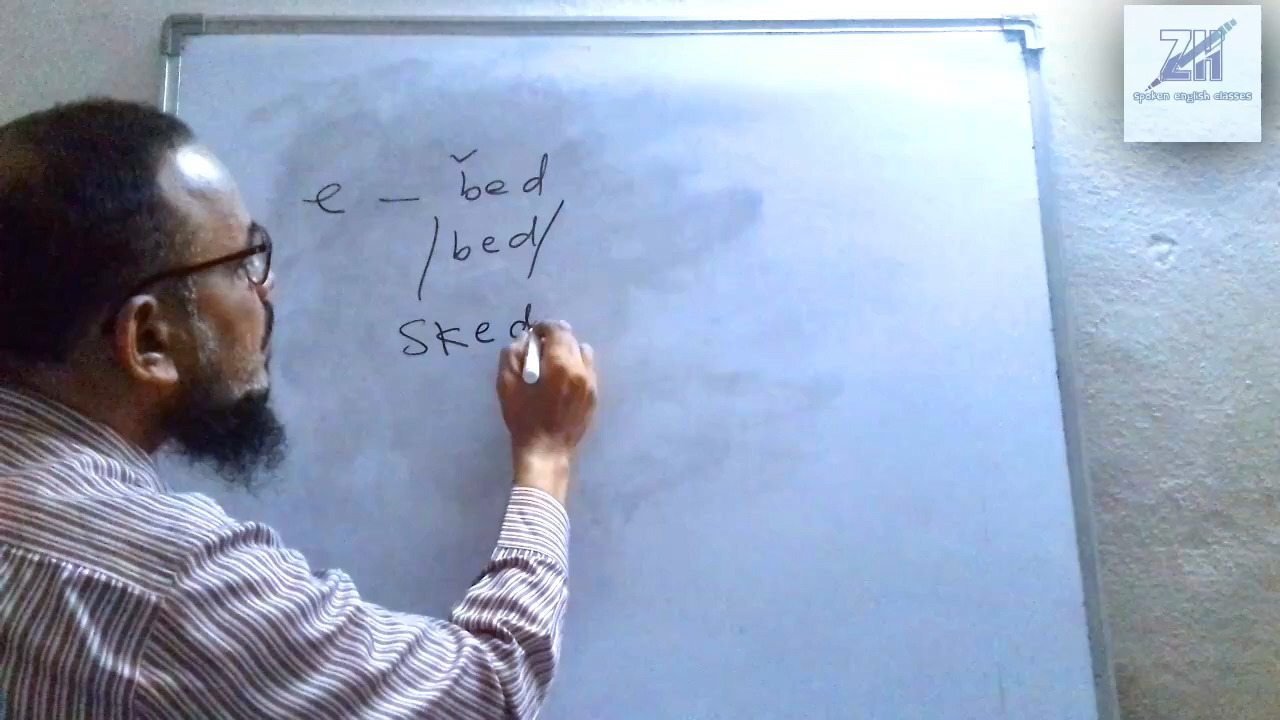 e - bed
/bed/
sked
ZH
spoken english classes